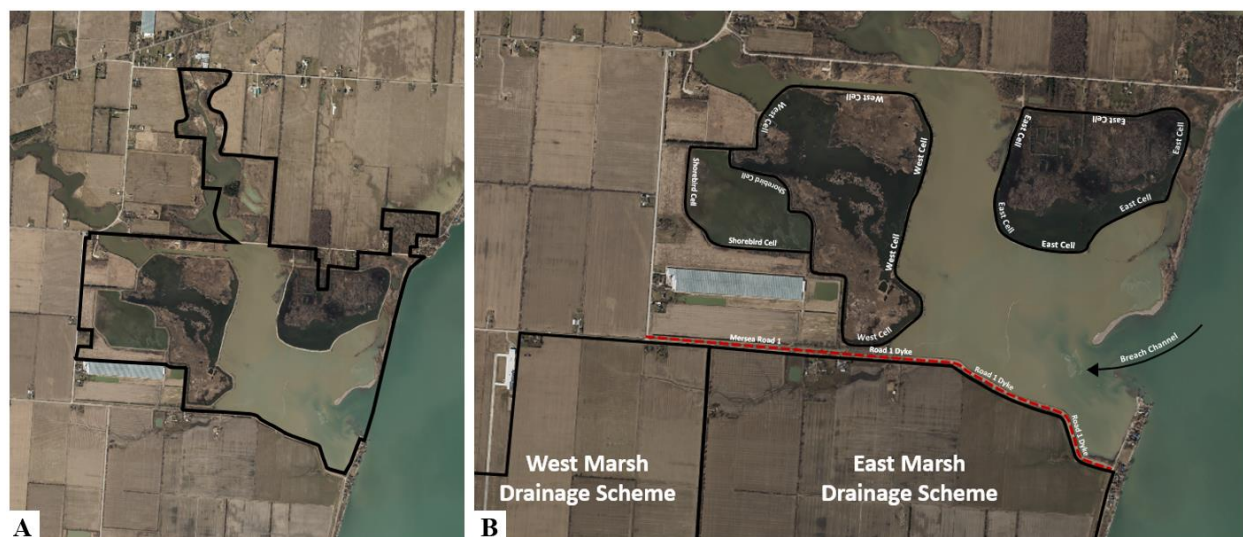 A
West Cell
West Cell
West Cell
West Cell
West Cell
Shorebird Cell
Shorebird Cell
Shorebird Cell
East Cell
East Cell
East Cell
East Cell
East Cell
East Cell
Mersea Road 1
Road 1 Dyke
Road 1 Dyke
Road 1 Dyke
Breach Channel
West Marsh
Drainage Scheme
East Marsh
Drainage Scheme
B